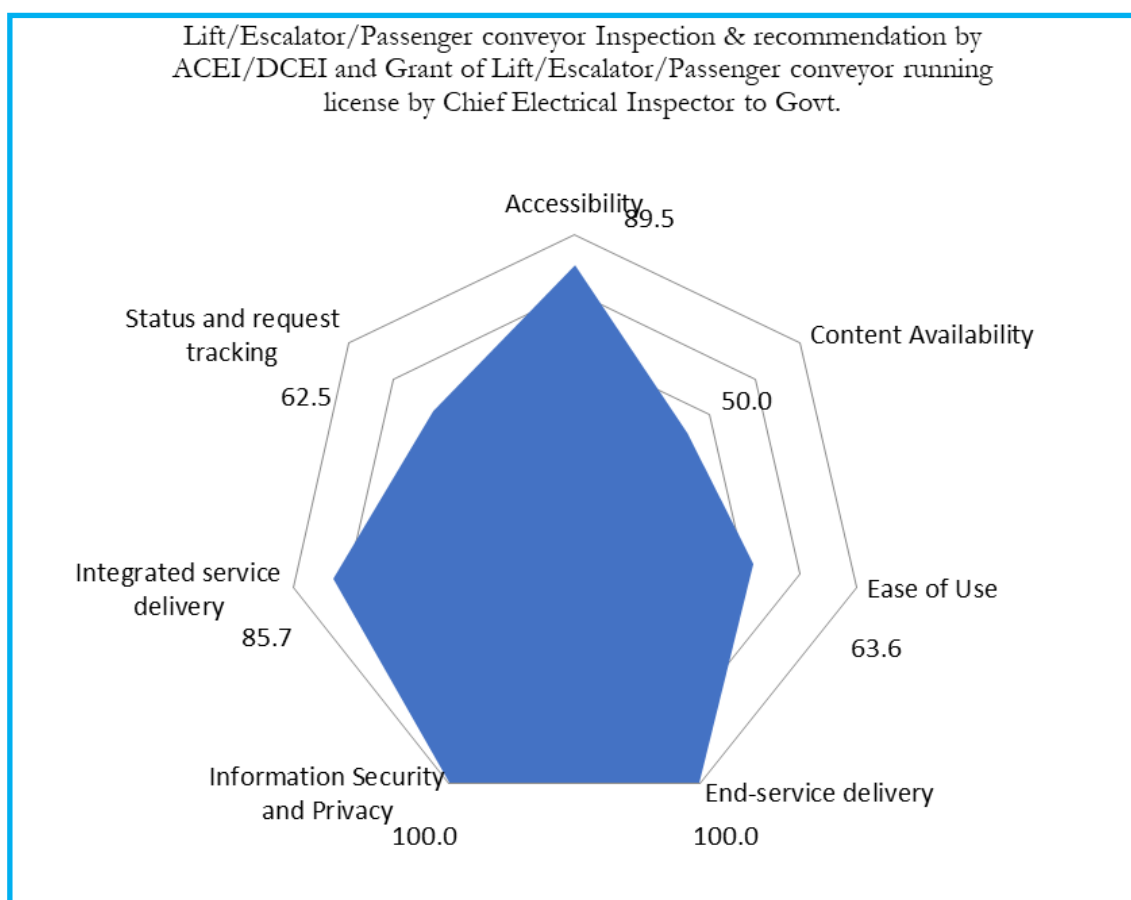 Lift/Escalator/Passenger conveyor Inspection & recommendation by
ACEI/DCEI and Grant of Lift/Escalator/Passenger conveyor running
license by Chief Electrical Inspector to Govt.
Accessibility
89.5
Content Availability
50.0
Ease of Use
63.6
End-service delivery
100.0
Information Security
and Privacy
100.0
Integrated service
delivery
85.7
Status and request
tracking
62.5